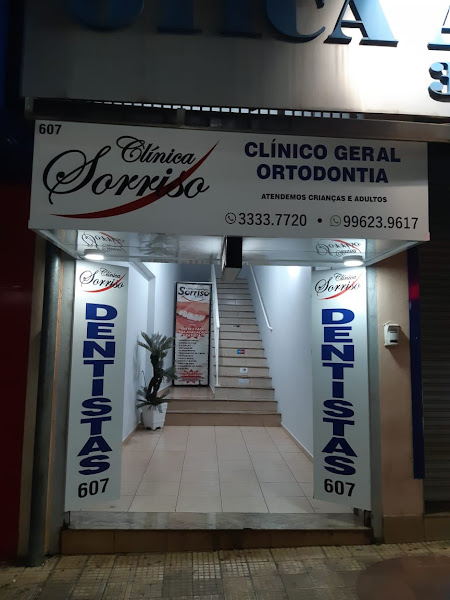 607
Clínica
Sorriso
CLÍNICO GERAL
ORTODONTIA
ATENDEMOS CRIANÇAS E ADULTOS
3333.7720 • 99623.9617
Clínica
Sorriso
DENTISTAS
607
Sorriso
Clínica
Sorriso
DENTISTAS
607